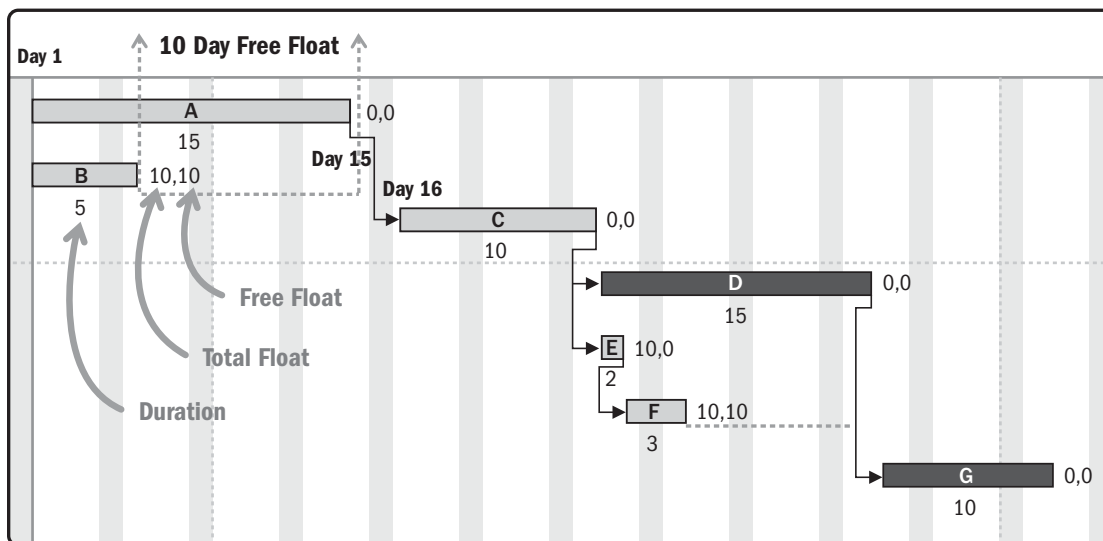 Day 1
10 Day Free Float
A
0,0
15
Day 15
B
10,10
5
Day 16
C
0,0
10
D
0,0
15
Free Float
E
10,0
2
Total Float
F
10,10
3
Duration
G
0,0
10